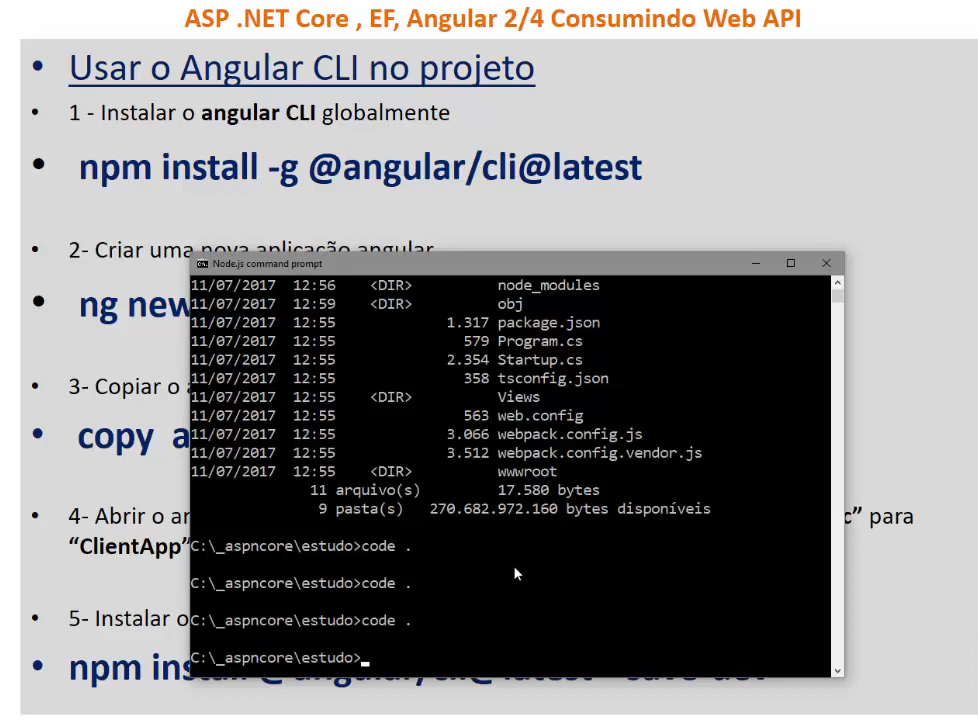 ASP .NET Core , EF, Angular 2/4 Consumindo Web API
• Usar o Angular CLI no projeto
• 1 - Instalar o angular CLI globalmente
• npm install -g @angular/cli@latest
• 2- Criar uma nova aplicação angular
• ng new
• 3- Copiar o
• copy
• 4- Abrir o
c” para
“ClientApp”
• 5- Instalar o
• npm install @angular/cli@latest
Node.js command prompt
11/07/2017 12:56 <DIR> node_modules
11/07/2017 12:59 <DIR> obj
11/07/2017 12:55 1.317 package.json
11/07/2017 12:55 579 Program.cs
11/07/2017 12:55 2.354 Startup.cs
11/07/2017 12:55 358 tsconfig.json
11/07/2017 12:55 <DIR> Views
11/07/2017 12:55 563 web.config
11/07/2017 12:55 3.066 webpack.config.js
11/07/2017 12:55 3.512 webpack.config.vendor.js
11/07/2017 12:55 <DIR> wwwroot
11 arquivo(s) 17.580 bytes
9 pasta(s) 270.682.972.160 bytes disponíveis
C:\_aspncore\estudo>code .
C:\_aspncore\estudo>code .
C:\_aspncore\estudo>code .
C:\_aspncore\estudo>